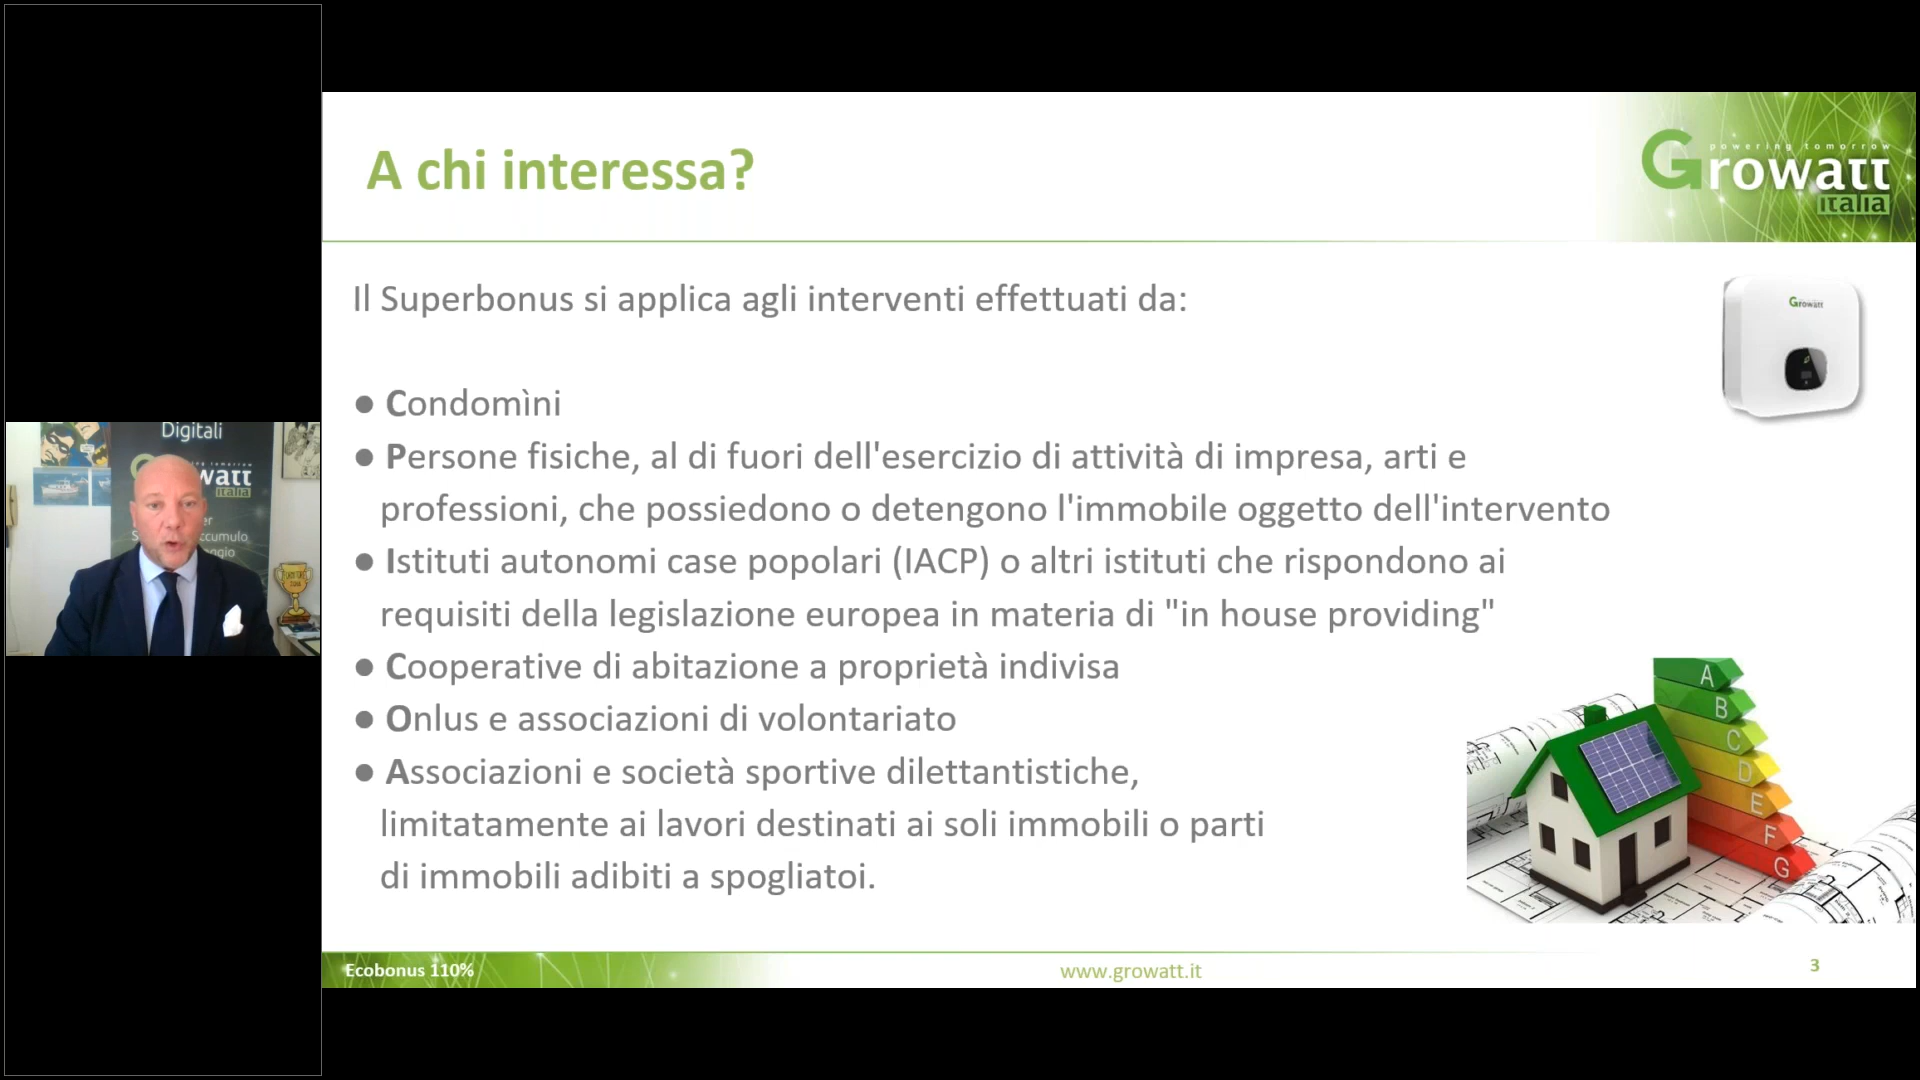 A chi interessa?
powering tomorrow
Growatt
italia
Il Superbonus si applica agli interventi effettuati da:
Growatt
● Condomìni
● Persone fisiche, al di fuori dell'esercizio di attività di impresa, arti e
professioni, che possiedono o detengono l'immobile oggetto dell'intervento
● Istituti autonomi case popolari (IACP) o altri istituti che rispondono ai
requisiti della legislazione europea in materia di "in house providing"
● Cooperative di abitazione a proprietà indivisa
● Onlus e associazioni di volontariato
● Associazioni e società sportive dilettantistiche,
limitatamente ai lavori destinati ai soli immobili o parti
di immobili adibiti a spogliatoi.
A
B
C
D
E
F
G
Ecobonus 110%
www.growatt.it
3
Digitali
watt
italia